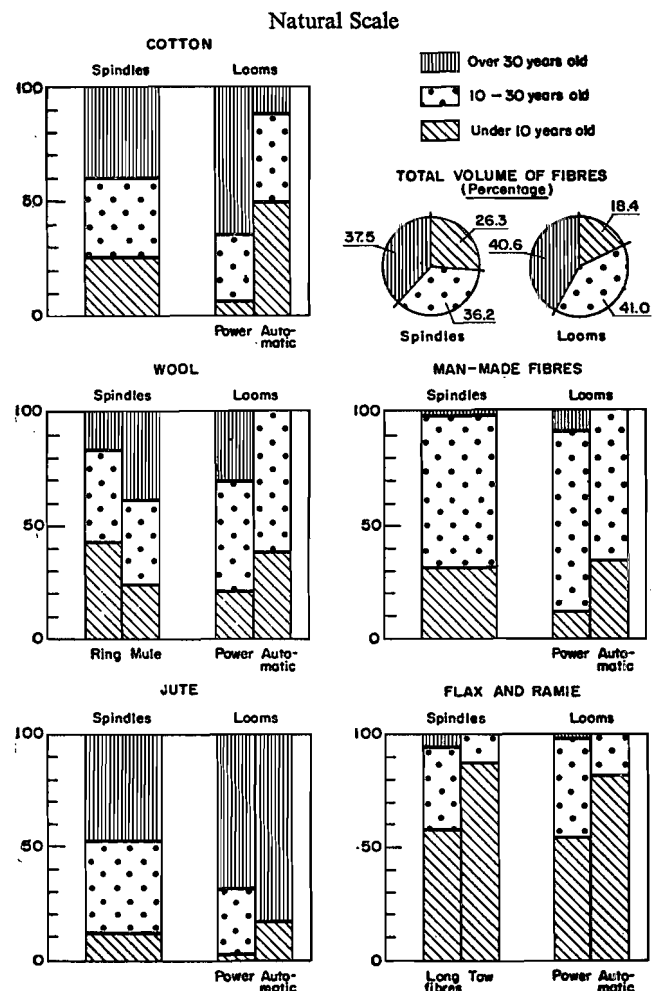 Natural Scale
COTTON
Spindles Looms
100
50
0
Power Auto-
matic
Over 30 years old
10 – 30 years old
Under 10 years old
TOTAL VOLUME OF FIBRES
(Percentage)
37.5 26.3 36.2
Spindles
40.6 18.4 41.0
Looms
WOOL
Spindles Looms
100
50
0
Ring Mule Power Auto-
matic
MAN-MADE FIBRES
Spindles Looms
100
50
0
Power Auto-
matic
JUTE
Spindles Looms
100
50
0
Power Auto-
matic
FLAX AND RAMIE
Spindles Looms
100
50
0
Long Tow Power Auto-
fibres matic